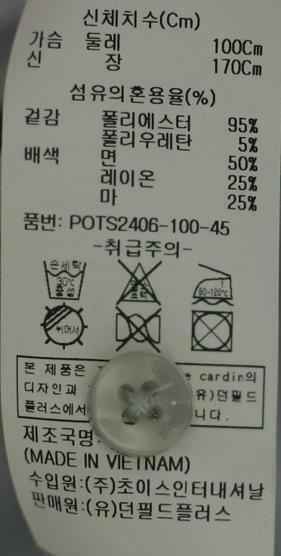 신체치수(Cm)
가슴 둘레 100Cm
신 장 170Cm
섬유의혼용율(%)
겉감 폴리에스터 95%
폴리우레탄 5%
배색 면 50%
레이온 25%
마 25%
품번: POTS2406-100-45
-취급주의-
손세탁
30℃
중성
80-120℃
뉘어서
본 제품은 cardin의
디자인과 유)던필드
플러스에서 니다.
제조국명:
(MADE IN VIETNAM)
수입원:(주)초이스인터내셔날
판매원:(유)던필드플러스